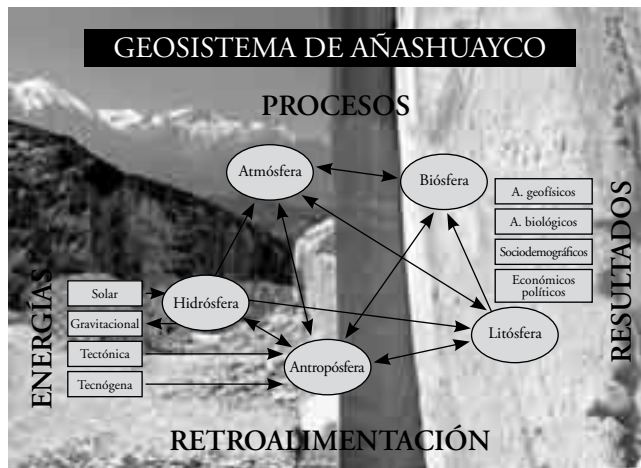 GEOSISTEMA DE AÑASHUAYCO
PROCESOS
Atmósfera
Biósfera
A. geofísicos
A. biológicos
Sociodemográficos
Económicos
políticos
RESULTADOS
ENERGÍAS
Solar
Gravitacional
Tectónica
Tecnógena
Hidrósfera
Litósfera
Antropósfera
RETROALIMENTACIÓN